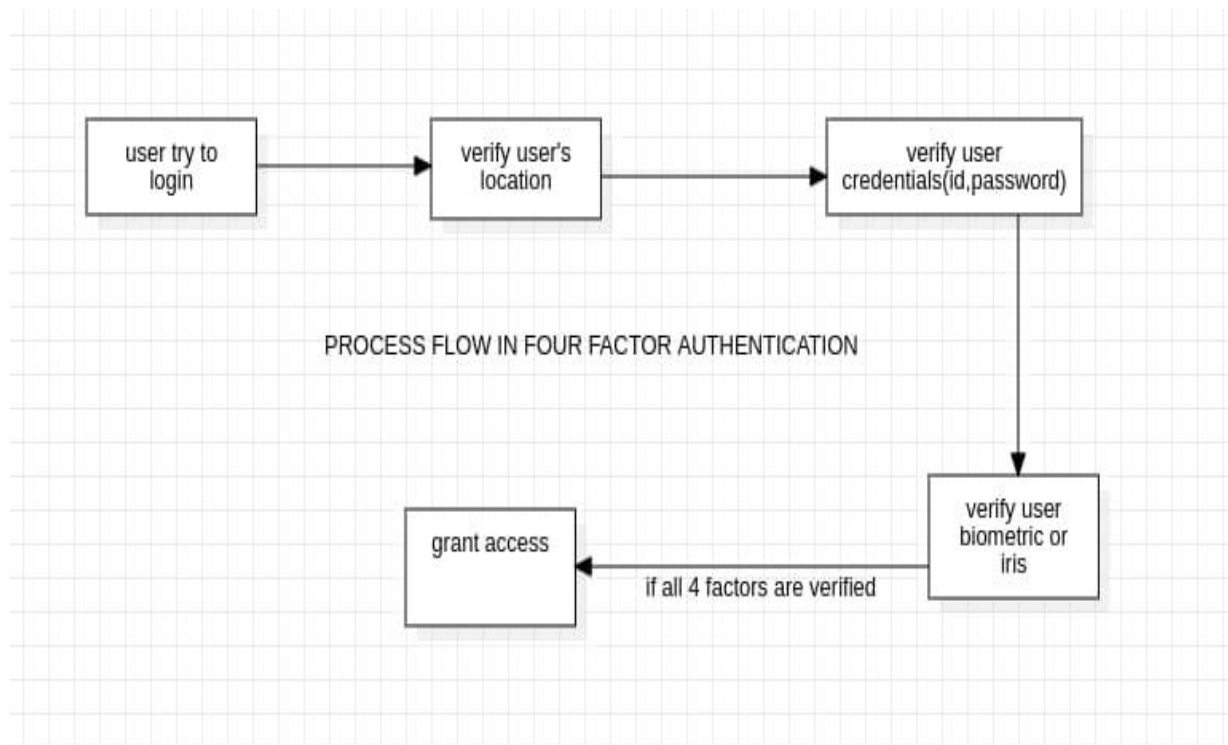 user try to
login
verify user's
location
verify user
credentials(id,password)
PROCESS FLOW IN FOUR FACTOR AUTHENTICATION
verify user
biometric or
iris
if all 4 factors are verified
grant access